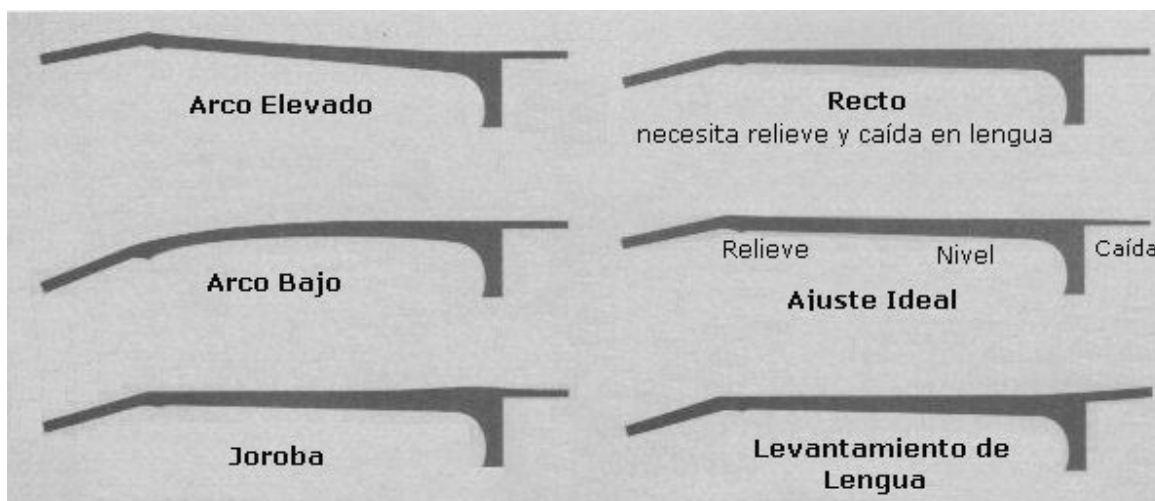 Arco Elevado
Recto
necesita relieve y caída en lengua
Arco Bajo
Relieve
Nivel
Caída
Ajuste Ideal
Joroba
Levantamiento de
Lengua